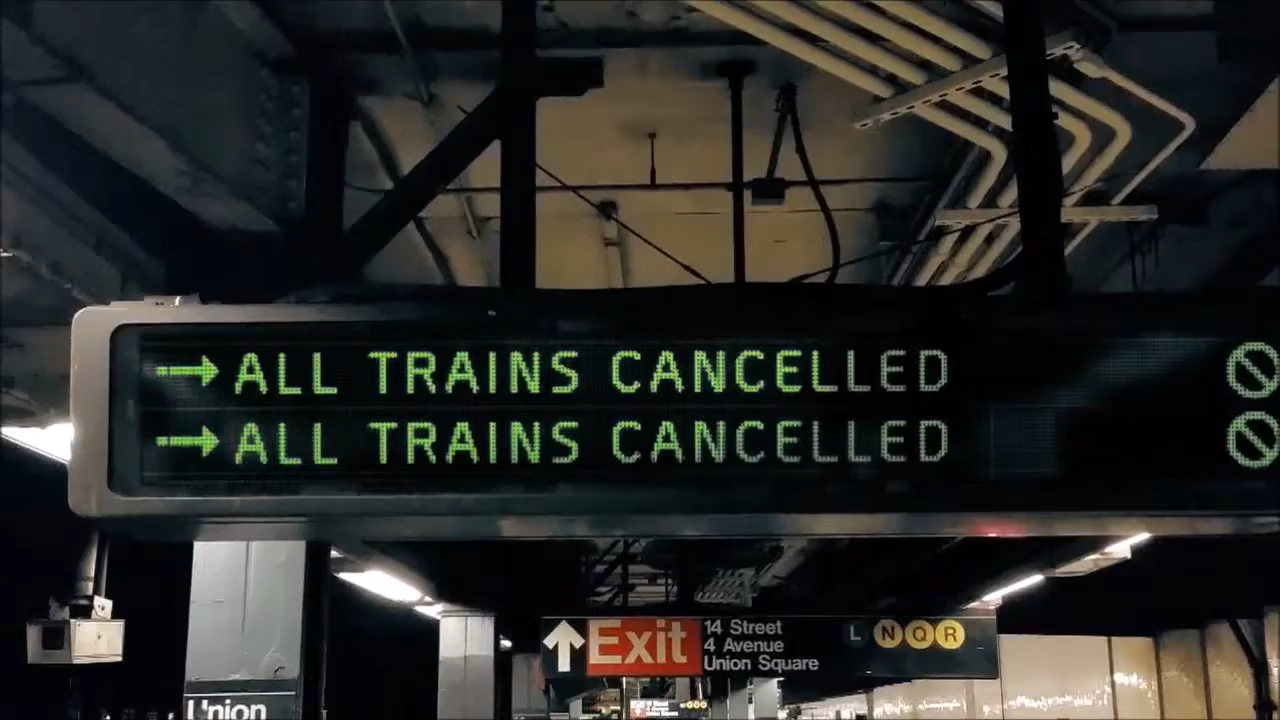 → ALL TRAINS CANCELLED
→ ALL TRAINS CANCELLED
↑ Exit
14 Street
4 Avenue
Union Square
L N Q R
Union